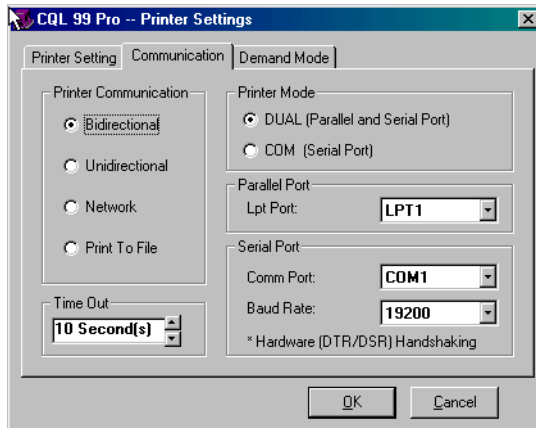 CQL 99 Pro -- Printer Settings
Printer Setting Communication Demand Mode
Printer Communication
Bidirectional
Unidirectional
Network
Print To File
Time Out
10 Second(s)
Printer Mode
DUAL (Parallel and Serial Port)
COM (Serial Port)
Parallel Port
Lpt Port: LPT1
Serial Port
Comm Port: COM1
Baud Rate: 19200
* Hardware (DTR/DSR) Handshaking
OK Cancel